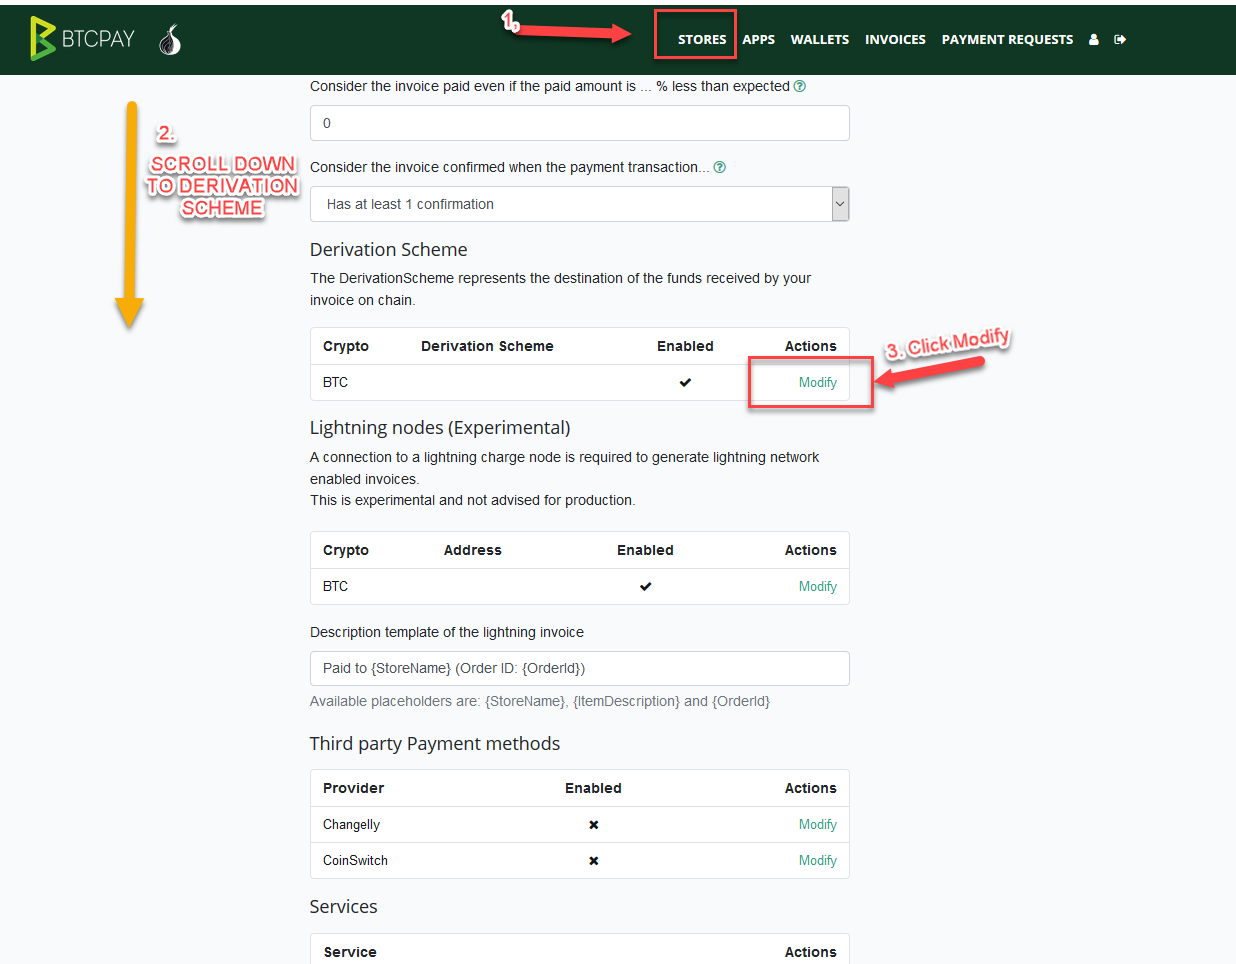 BTCPAY
1,
STORES APPS WALLETS INVOICES PAYMENT REQUESTS
Consider the invoice paid even if the paid amount is ... % less than expected ?
0
2.
SCROLL DOWN
TO DERIVATION
SCHEME
Consider the invoice confirmed when the payment transaction... ?
Has at least 1 confirmation
Derivation Scheme
The DerivationScheme represents the destination of the funds received by your
invoice on chain.
Crypto Derivation Scheme Enabled Actions
BTC ✔ Modify
3. Click Modify
Lightning nodes (Experimental)
A connection to a lightning charge node is required to generate lightning network
enabled invoices.
This is experimental and not advised for production.
Crypto Address Enabled Actions
BTC ✔ Modify
Description template of the lightning invoice
Paid to {StoreName} (Order ID: {OrderId})
Available placeholders are: {StoreName}, {ItemDescription} and {OrderId}
Third party Payment methods
Provider Enabled Actions
Changelly ✖ Modify
CoinSwitch ✖ Modify
Services
Service Actions